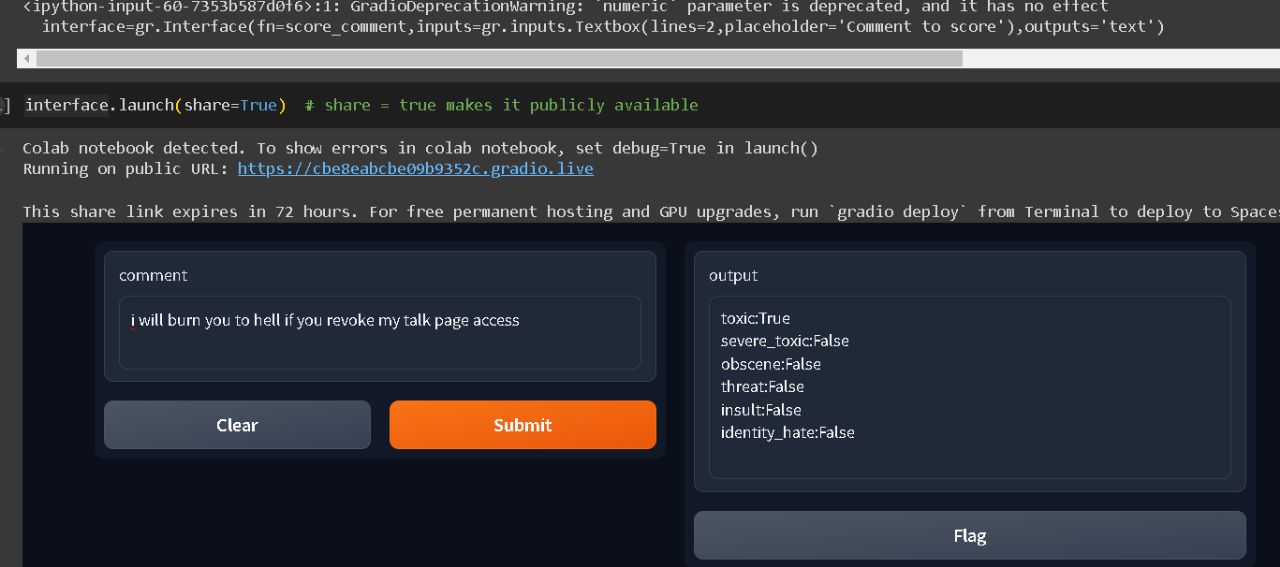 <ipython-input-60-7353b587d0f6>:1: GradioDeprecationWarning: `numeric` parameter is deprecated, and it has no effect
interface=gr.Interface(fn=score_comment,inputs=gr.inputs.Textbox(lines=2,placeholder='Comment to score'),outputs='text')
] interface.launch(share=True) # share = true makes it publicly available
Colab notebook detected. To show errors in colab notebook, set debug=True in launch()
Running on public URL: https://cbe8eabcbe09b9352c.gradio.live
This share link expires in 72 hours. For free permanent hosting and GPU upgrades, run `gradio deploy` from Terminal to deploy to Spaces
comment
i will burn you to hell if you revoke my talk page access
Clear
Submit
output
toxic:True
severe_toxic:False
obscene:False
threat:False
insult:False
identity_hate:False
Flag